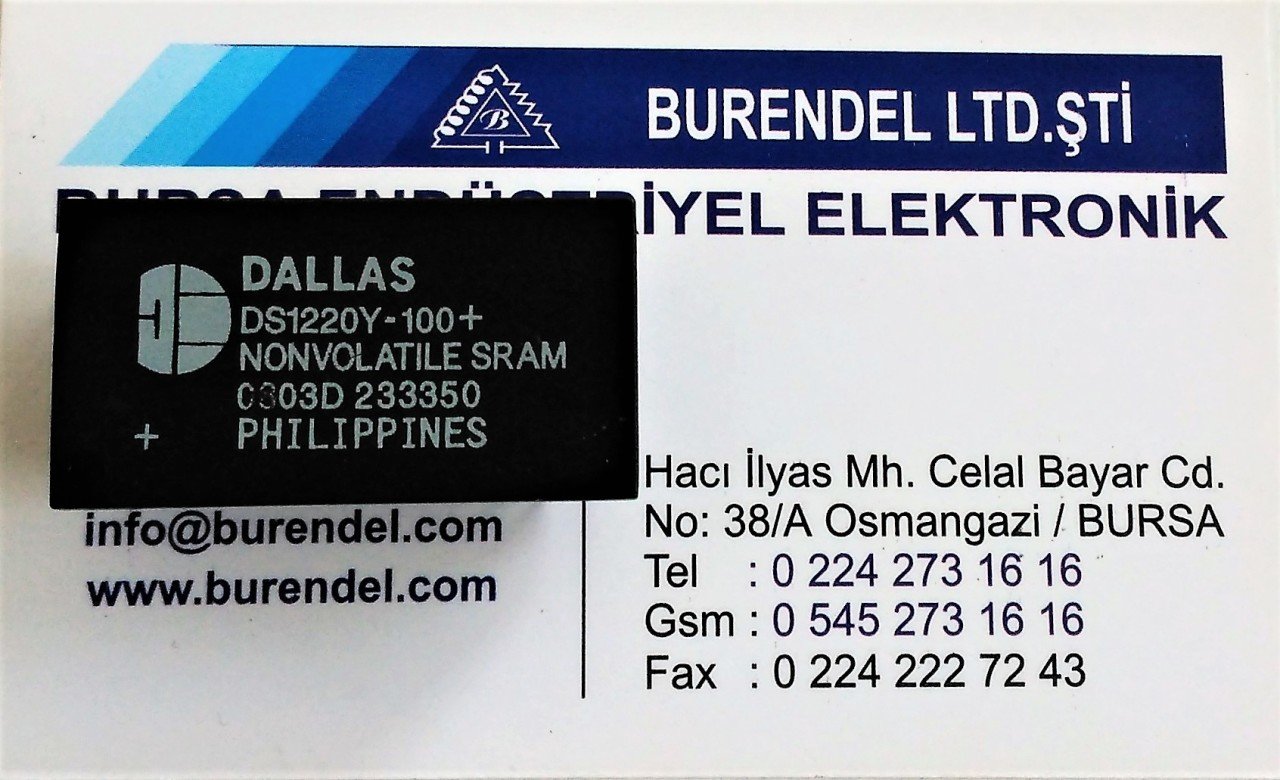 BURENDEL LTD.ŞTİ
BURSA ENDÜSTRİYEL ELEKTRONİK
B
DALLAS
DS1220Y-100+
NONVOLATILE SRAM
233350
+
PHILIPPINES
info@burendel.com
www.burendel.com
Hacı İlyas Mh. Celal Bayar Cd.
No: 38/A Osmangazi / BURSA
Tel : 0 224 273 16 16
Gsm : 0 545 273 16 16
Fax : 0 224 222 72 43